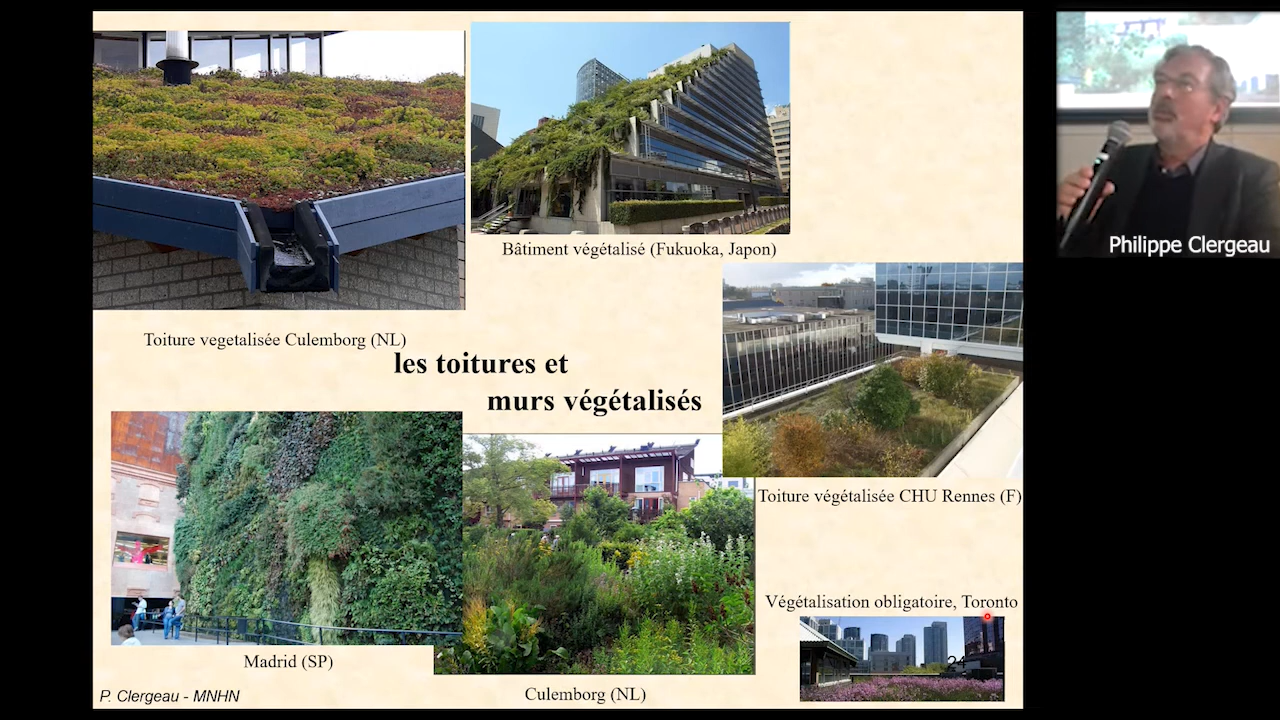 Philippe Clergeau
Bâtiment végétalisé (Fukuoka, Japon)
Toiture vegetalisée Culemborg (NL)
les toitures et
murs végétalisés
Toiture végétalisée CHU Rennes (F)
Végétalisation obligatoire, Toronto
24
Madrid (SP)
Culemborg (NL)
P. Clergeau - MNHN